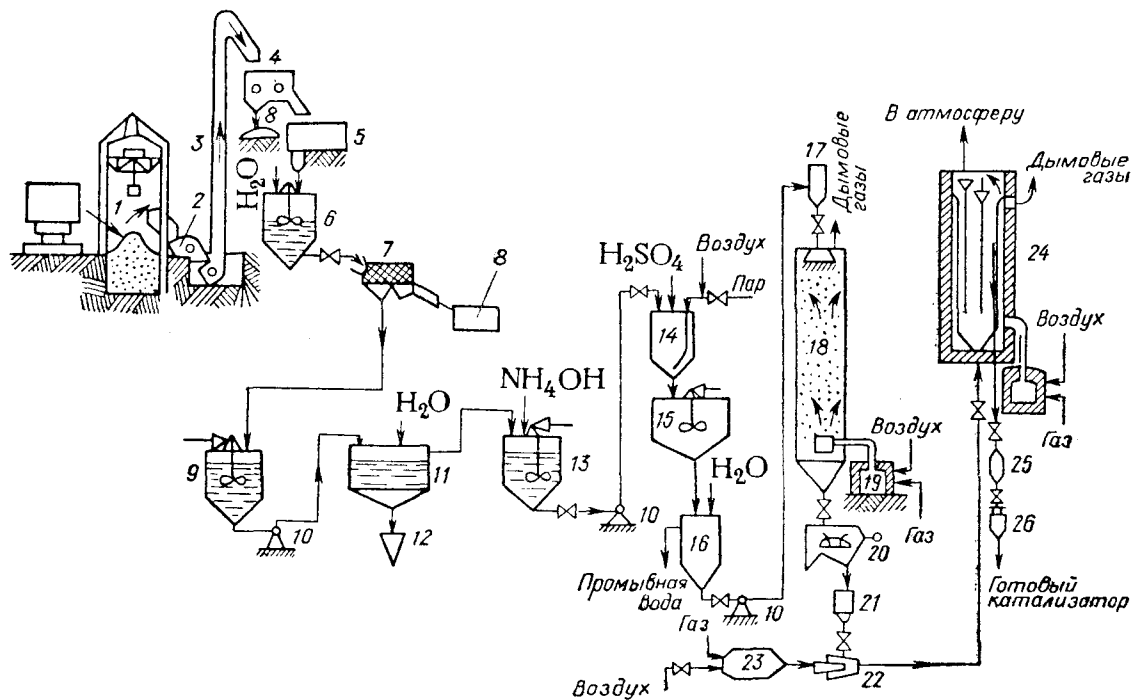 4
8
3
5
H₂O
1
2
6
7
8
В атмосферу
17
Дымовые
газы
Дымовые
газы
24
H₂SO₄
Воздух
Пар
14
18
Воздух
NH₄OH
H₂O
15
9
11
13
H₂O
Воздух
19
Газ
25
10
12
10
16
20
Газ
26
Промывная
вода
10
21
Готовый
катализатор
Газ
23
22
Воздух